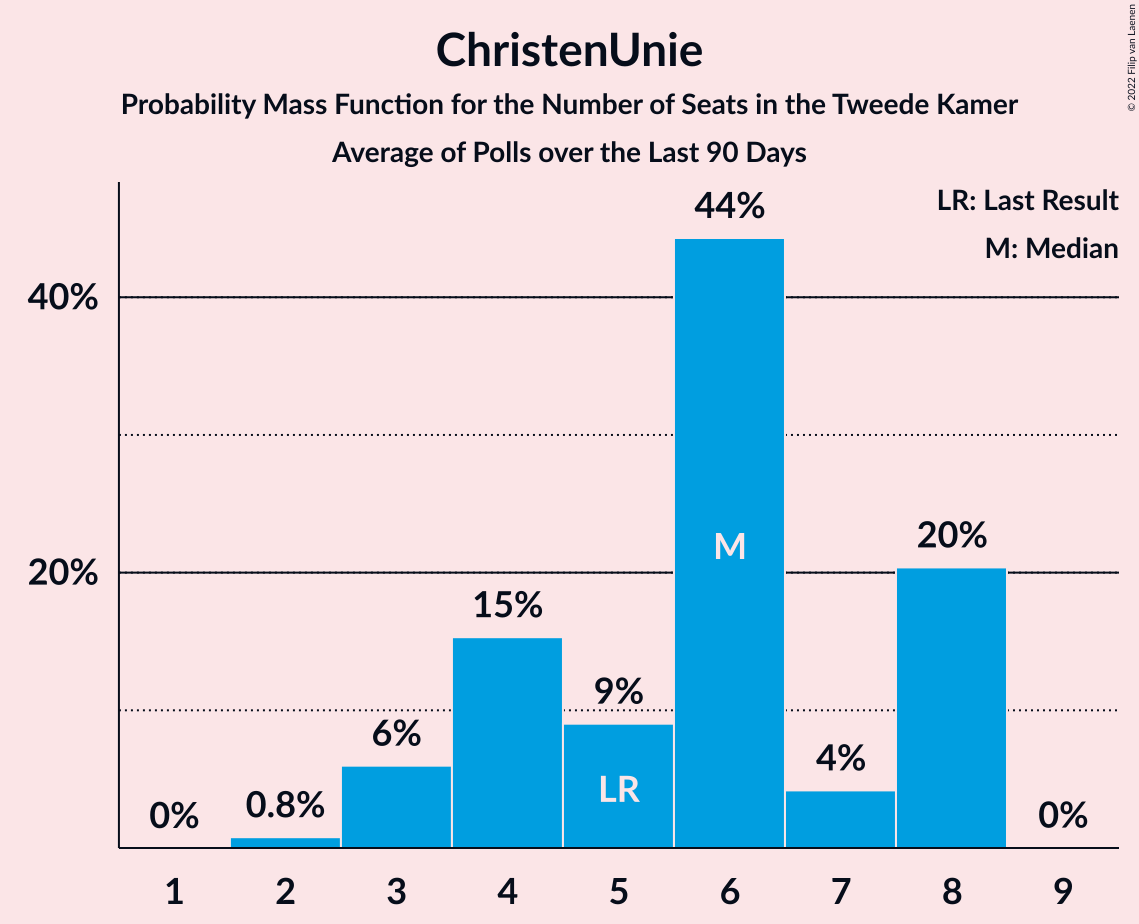 ChristenUnie
Probability Mass Function for the Number of Seats in the Tweede Kamer
Average of Polls over the Last 90 Days
© 2022 Filip van Laenen
LR: Last Result
M: Median
40%
20%
0%
0.8%
6%
15%
9%
44%
4%
20%
0%
LR
M
1 2 3 4 5 6 7 8 9